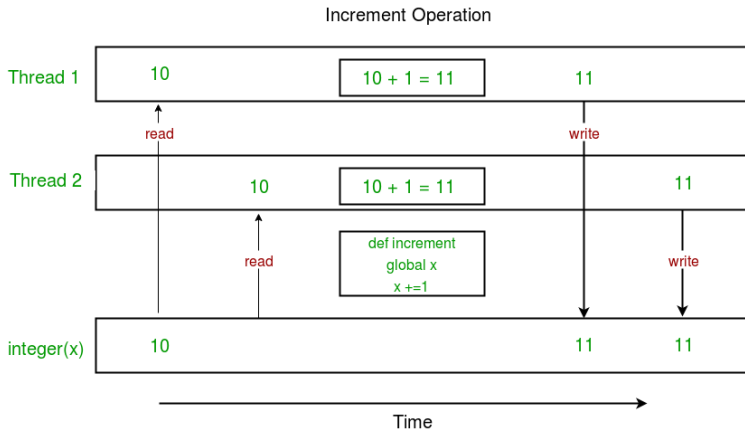 Increment Operation
Thread 1
10
10 + 1 = 11
11
read
write
Thread 2
10
10 + 1 = 11
11
def increment
global x
x +=1
read
write
integer(x)
10
11
11
Time